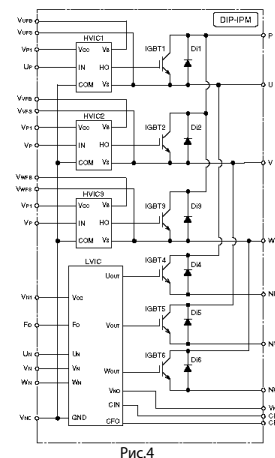 DIP-IPM
VUFB
VUFS
HVIC1
VP1
VCC
VB
IGBT1
Di1
P
UP
IN
HO
COM
VS
U
VVFB
VVFS
HVIC2
VP1
VCC
VB
IGBT2
Di2
VP
IN
HO
COM
VS
V
VWFB
VWFS
HVIC3
VP1
VCC
VB
IGBT3
Di3
VP
IN
HO
COM
VS
W
LVIC
UOUT
IGBT4
Di4
VCC
FO
FO
VOUT
IGBT5
Di5
UN
UN
VN
VN
WN
WN
WOUT
IGBT6
Di6
VNO
CIN
VNC
GND
CFO
Рис.4